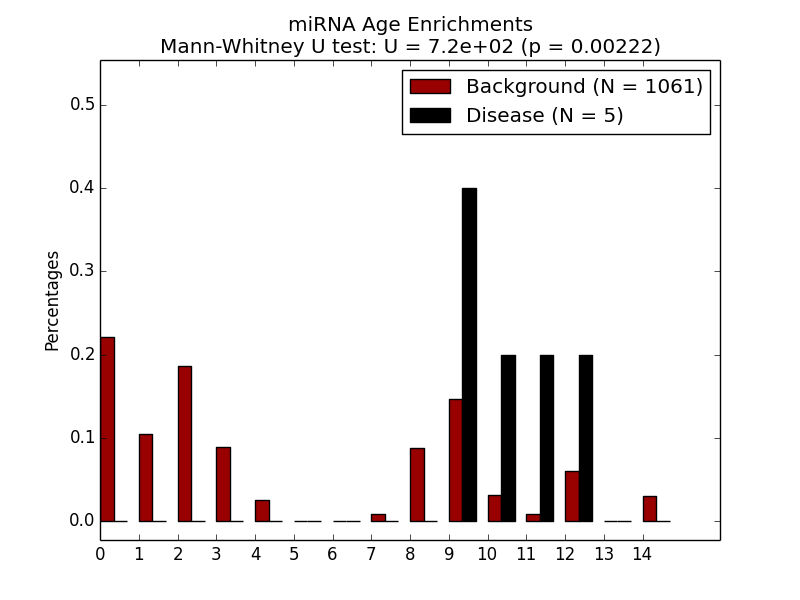 miRNA Age Enrichments
Mann-Whitney U test: U = 7.2e+02 (p = 0.00222)
Background (N = 1061)
Disease (N = 5)
Percentages
0.5
0.4
0.3
0.2
0.1
0.0
0 1 2 3 4 5 6 7 8 9 10 11 12 13 14